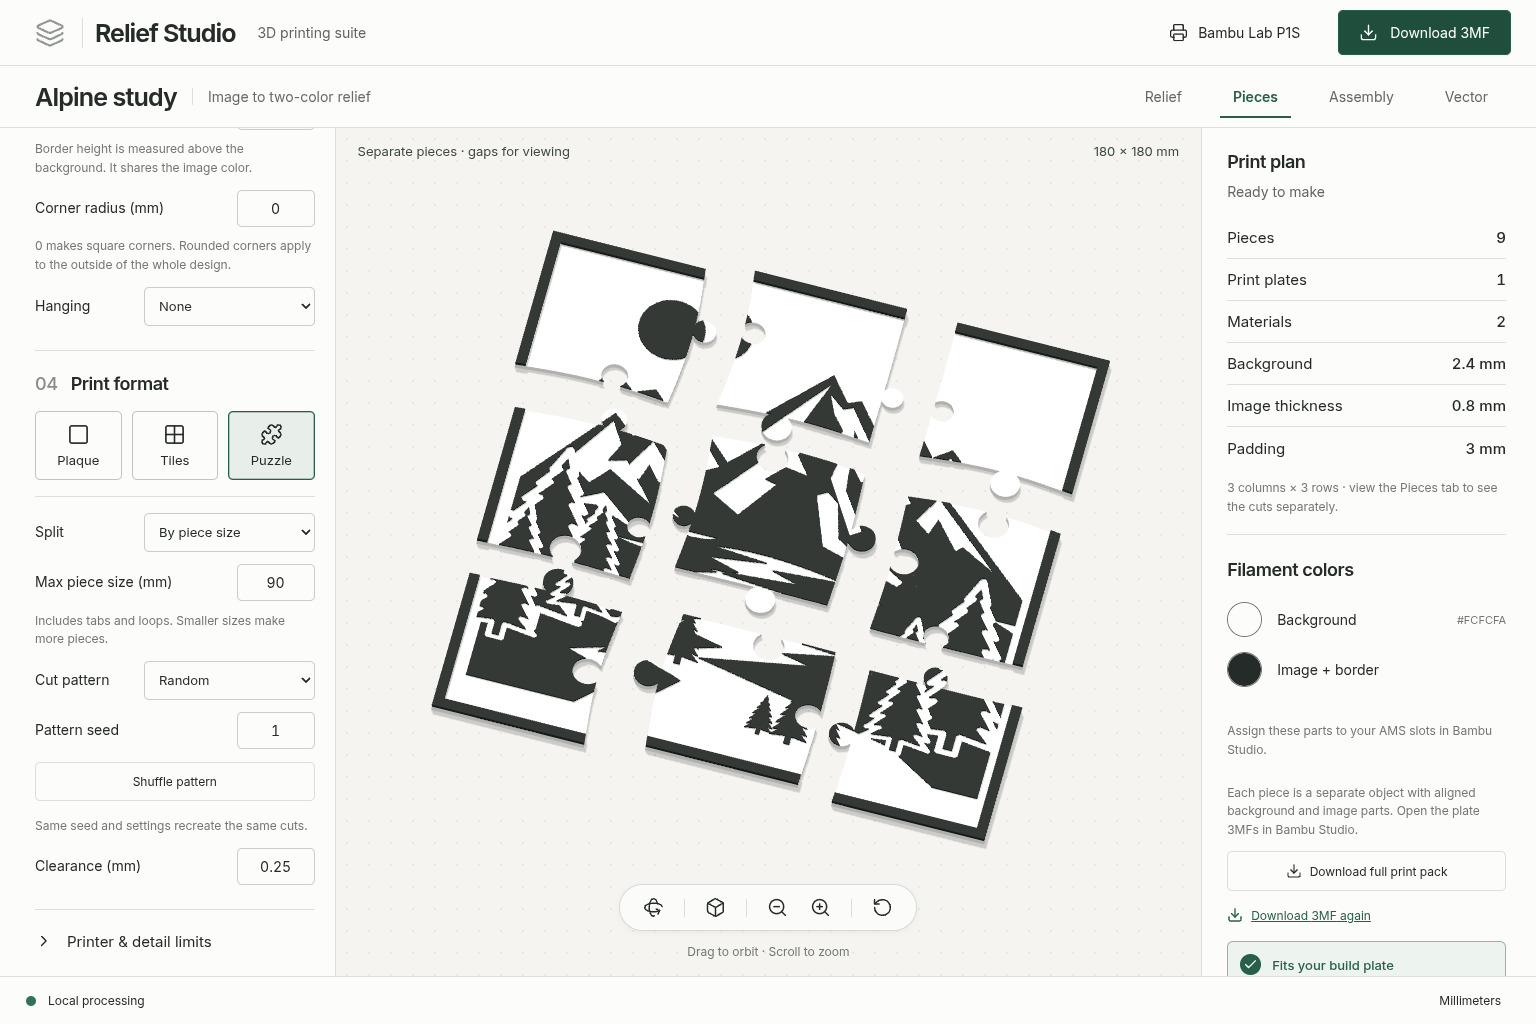 Relief Studio
3D printing suite
Bambu Lab P1S
Download 3MF
Alpine study
Image to two-color relief
Relief
Pieces
Assembly
Vector
Border height is measured above the
background. It shares the image color.
Corner radius (mm)
0
0 makes square corners. Rounded corners apply
to the outside of the whole design.
Hanging
None
04 Print format
Plaque
Tiles
Puzzle
Split
By piece size
Max piece size (mm)
90
Includes tabs and loops. Smaller sizes make
more pieces.
Cut pattern
Random
Pattern seed
1
Shuffle pattern
Same seed and settings recreate the same cuts.
Clearance (mm)
0.25
Printer & detail limits
Separate pieces · gaps for viewing
180 × 180 mm
Drag to orbit · Scroll to zoom
Print plan
Ready to make
Pieces
9
Print plates
1
Materials
2
Background
2.4 mm
Image thickness
0.8 mm
Padding
3 mm
3 columns × 3 rows · view the Pieces tab to see
the cuts separately.
Filament colors
Background
#FCFCFA
Image + border
Assign these parts to your AMS slots in Bambu
Studio.
Each piece is a separate object with aligned
background and image parts. Open the plate
3MFs in Bambu Studio.
Download full print pack
Download 3MF again
Fits your build plate
Local processing
Millimeters